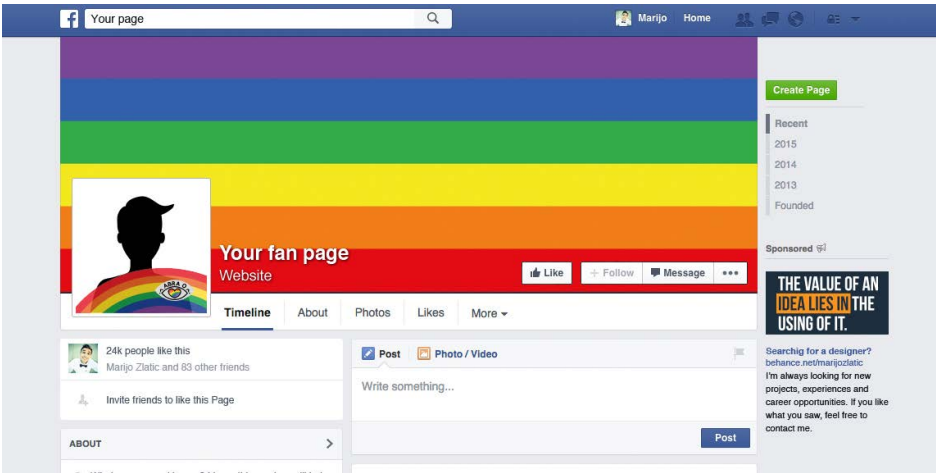 f
Your page
Marijo Home
Create Page
Recent
2015
2014
2013
Founded
ABRA O
Your fan page
Website
Like
+ Follow
Message
Timeline About Photos Likes More
Sponsored
THE VALUE OF AN
IDEA LIES IN THE
USING OF IT.
Searchig for a designer?
behance.net/marijozlatic
I'm always looking for new
projects, experiences and
career opportunities. If you like
what you saw, feel free to
contact me.
24k people like this
Marijo Zlatic and 83 other friends
Invite friends to like this Page
ABOUT
Post Photo / Video
Write something...
Post